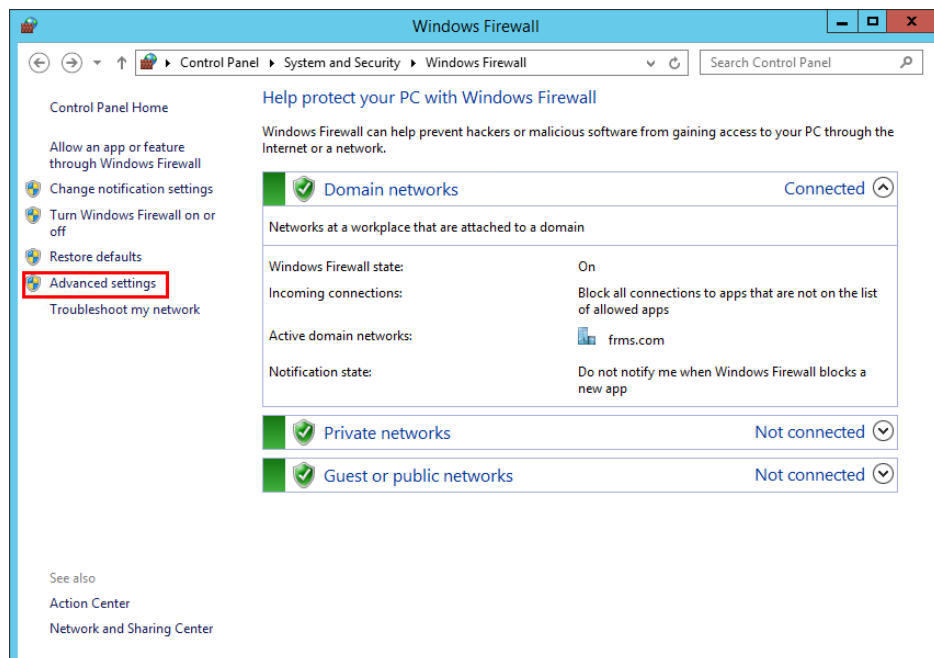 Windows Firewall
Control Panel ▸ System and Security ▸ Windows Firewall
Search Control Panel
Control Panel Home
Allow an app or feature
through Windows Firewall
Change notification settings
Turn Windows Firewall on or
off
Restore defaults
Advanced settings
Troubleshoot my network
See also
Action Center
Network and Sharing Center
Help protect your PC with Windows Firewall
Windows Firewall can help prevent hackers or malicious software from gaining access to your PC through the
Internet or a network.
Domain networks
Connected
Networks at a workplace that are attached to a domain
Windows Firewall state:
On
Incoming connections:
Block all connections to apps that are not on the list
of allowed apps
Active domain networks:
frms.com
Notification state:
Do not notify me when Windows Firewall blocks a
new app
Private networks
Not connected
Guest or public networks
Not connected